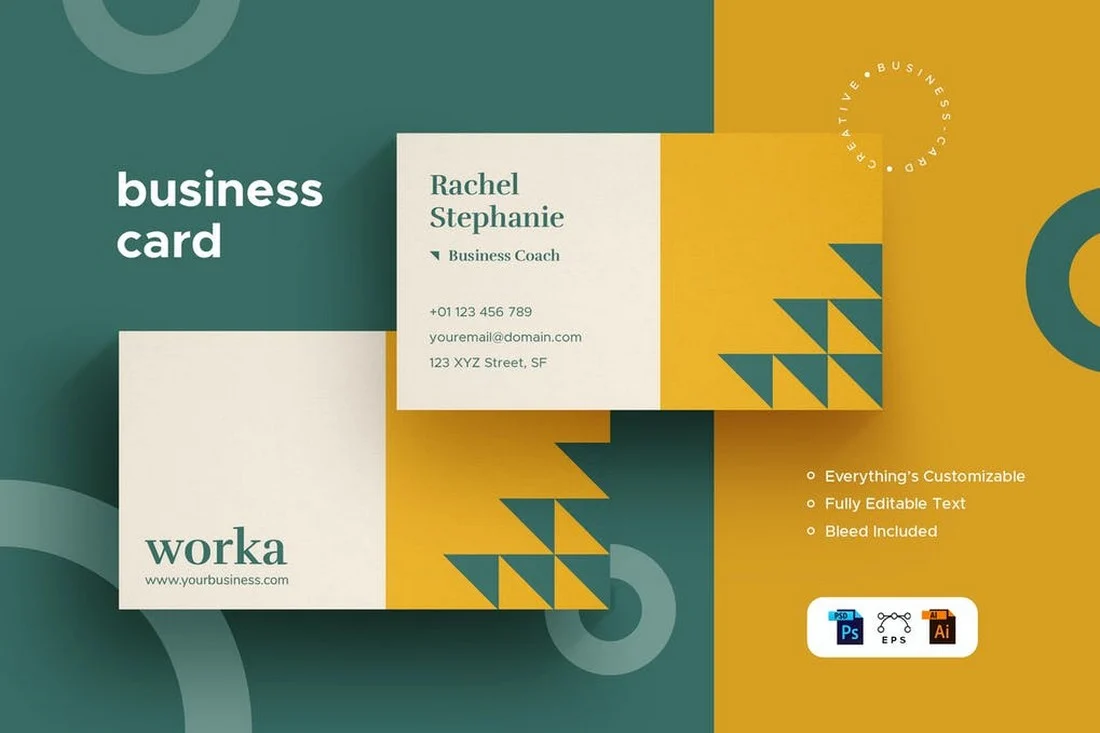 business
card
CREATIVE • BUSINESS-CARD •
Rachel
Stephanie
Business Coach
+01 123 456 789
youremail@domain.com
123 XYZ Street, SF
worka
www.yourbusiness.com
Everything's Customizable
Fully Editable Text
Bleed Included
PSD
Ps
EPS
AI
Ai